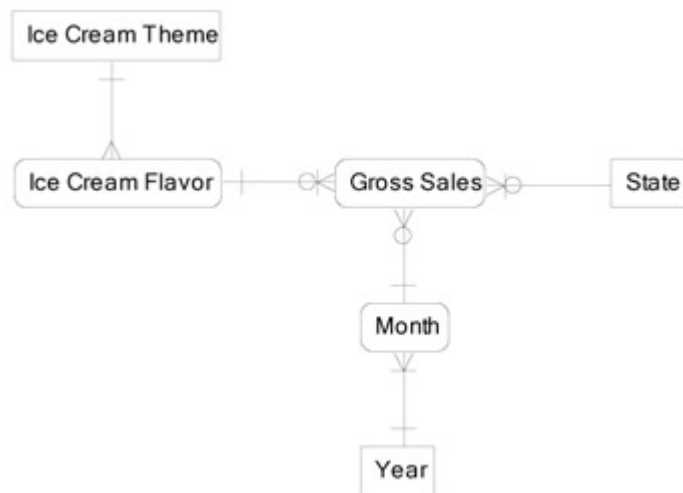 Ice Cream Theme
Ice Cream Flavor
Gross Sales
State
Month
Year